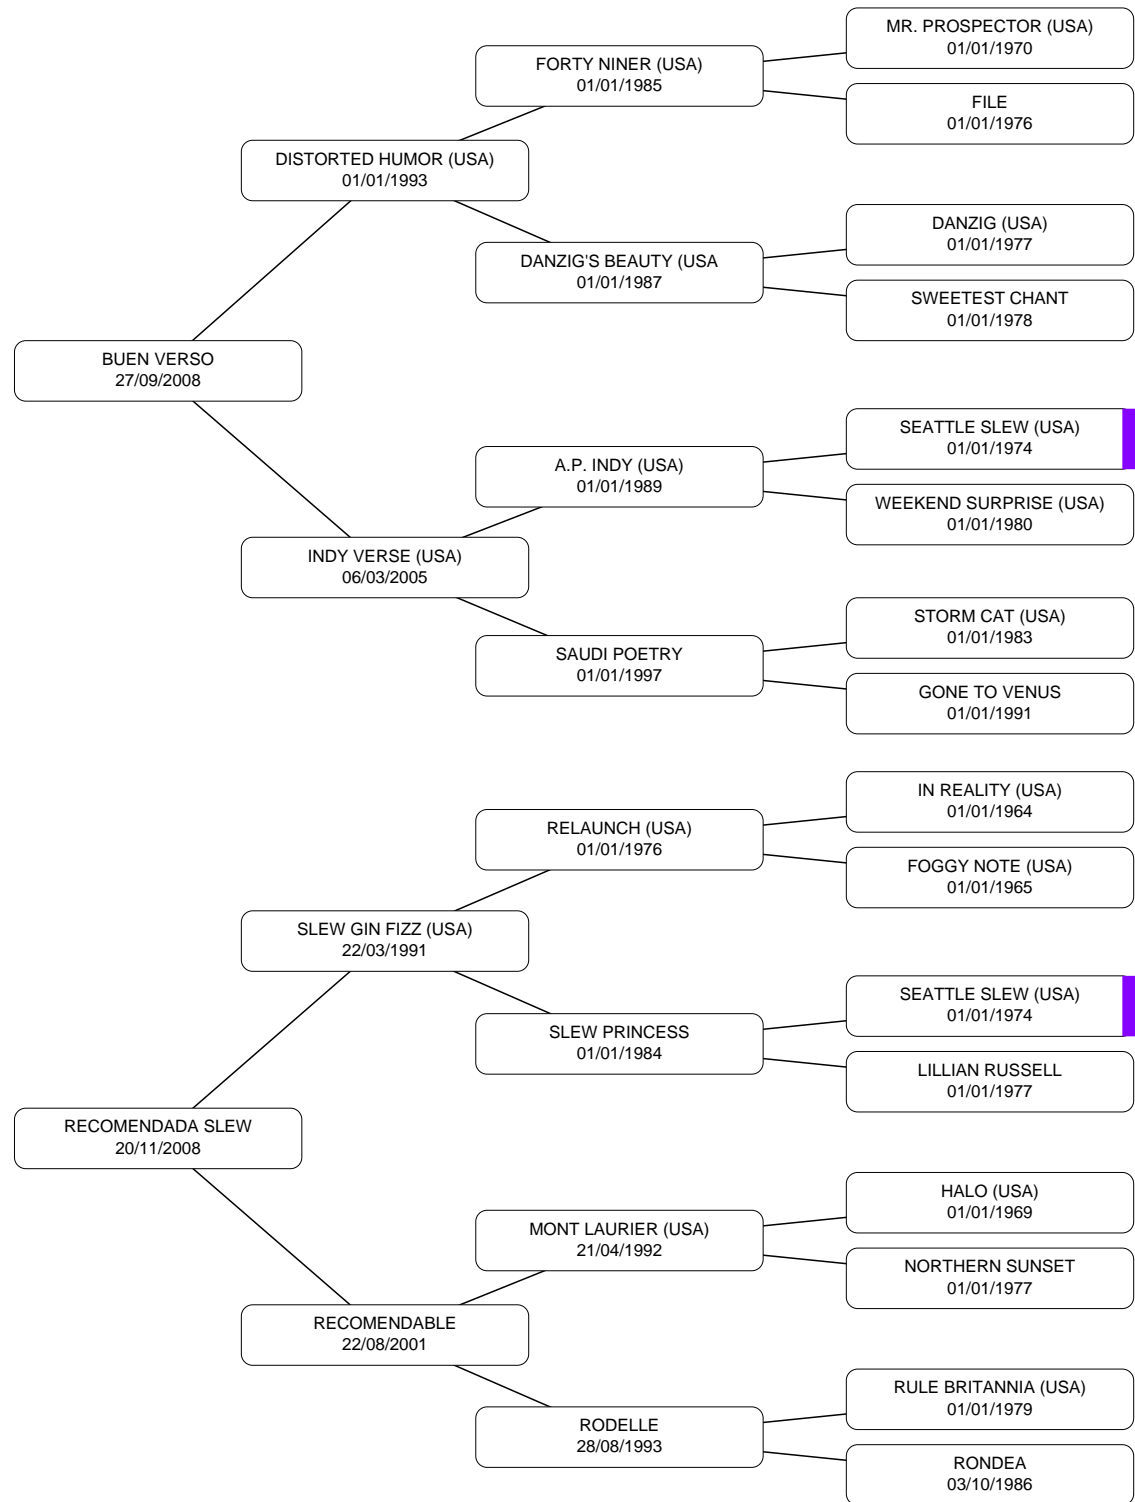 MR. PROSPECTOR (USA)
01/01/1970
FORTY NINER (USA)
01/01/1985
FILE
01/01/1976
DISTORTED HUMOR (USA)
01/01/1993
DANZIG (USA)
01/01/1977
DANZIG'S BEAUTY (USA
01/01/1987
SWEETEST CHANT
01/01/1978
BUEN VERSO
27/09/2008
SEATTLE SLEW (USA)
01/01/1974
A.P. INDY (USA)
01/01/1989
WEEKEND SURPRISE (USA)
01/01/1980
INDY VERSE (USA)
06/03/2005
STORM CAT (USA)
01/01/1983
SAUDI POETRY
01/01/1997
GONE TO VENUS
01/01/1991
IN REALITY (USA)
01/01/1964
RELAUNCH (USA)
01/01/1976
FOGGY NOTE (USA)
01/01/1965
SLEW GIN FIZZ (USA)
22/03/1991
SEATTLE SLEW (USA)
01/01/1974
SLEW PRINCESS
01/01/1984
LILLIAN RUSSELL
01/01/1977
RECOMENDADA SLEW
20/11/2008
HALO (USA)
01/01/1969
MONT LAURIER (USA)
21/04/1992
NORTHERN SUNSET
01/01/1977
RECOMENDABLE
22/08/2001
RULE BRITANNIA (USA)
01/01/1979
RODELLE
28/08/1993
RONDEA
03/10/1986